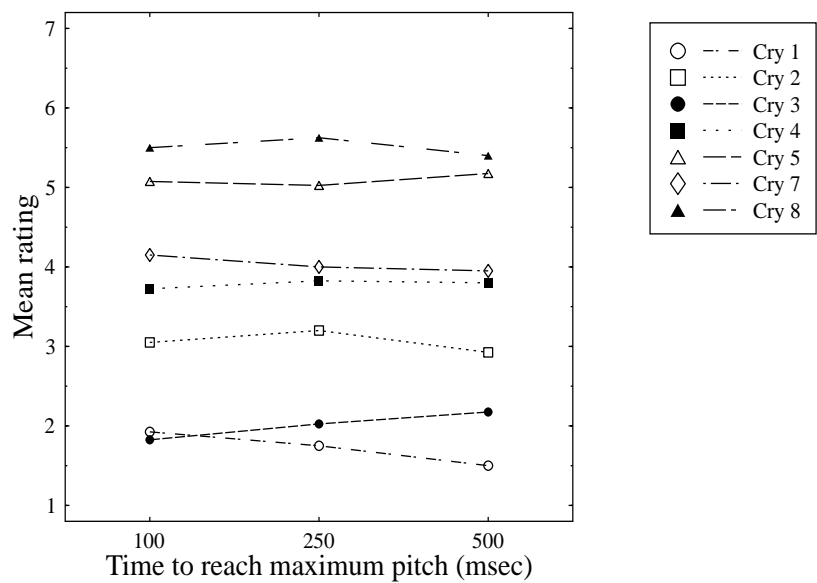 7
6
5
4
3
2
1
Mean rating
100 250 500
Time to reach maximum pitch (msec)
Cry 1
Cry 2
Cry 3
Cry 4
Cry 5
Cry 7
Cry 8